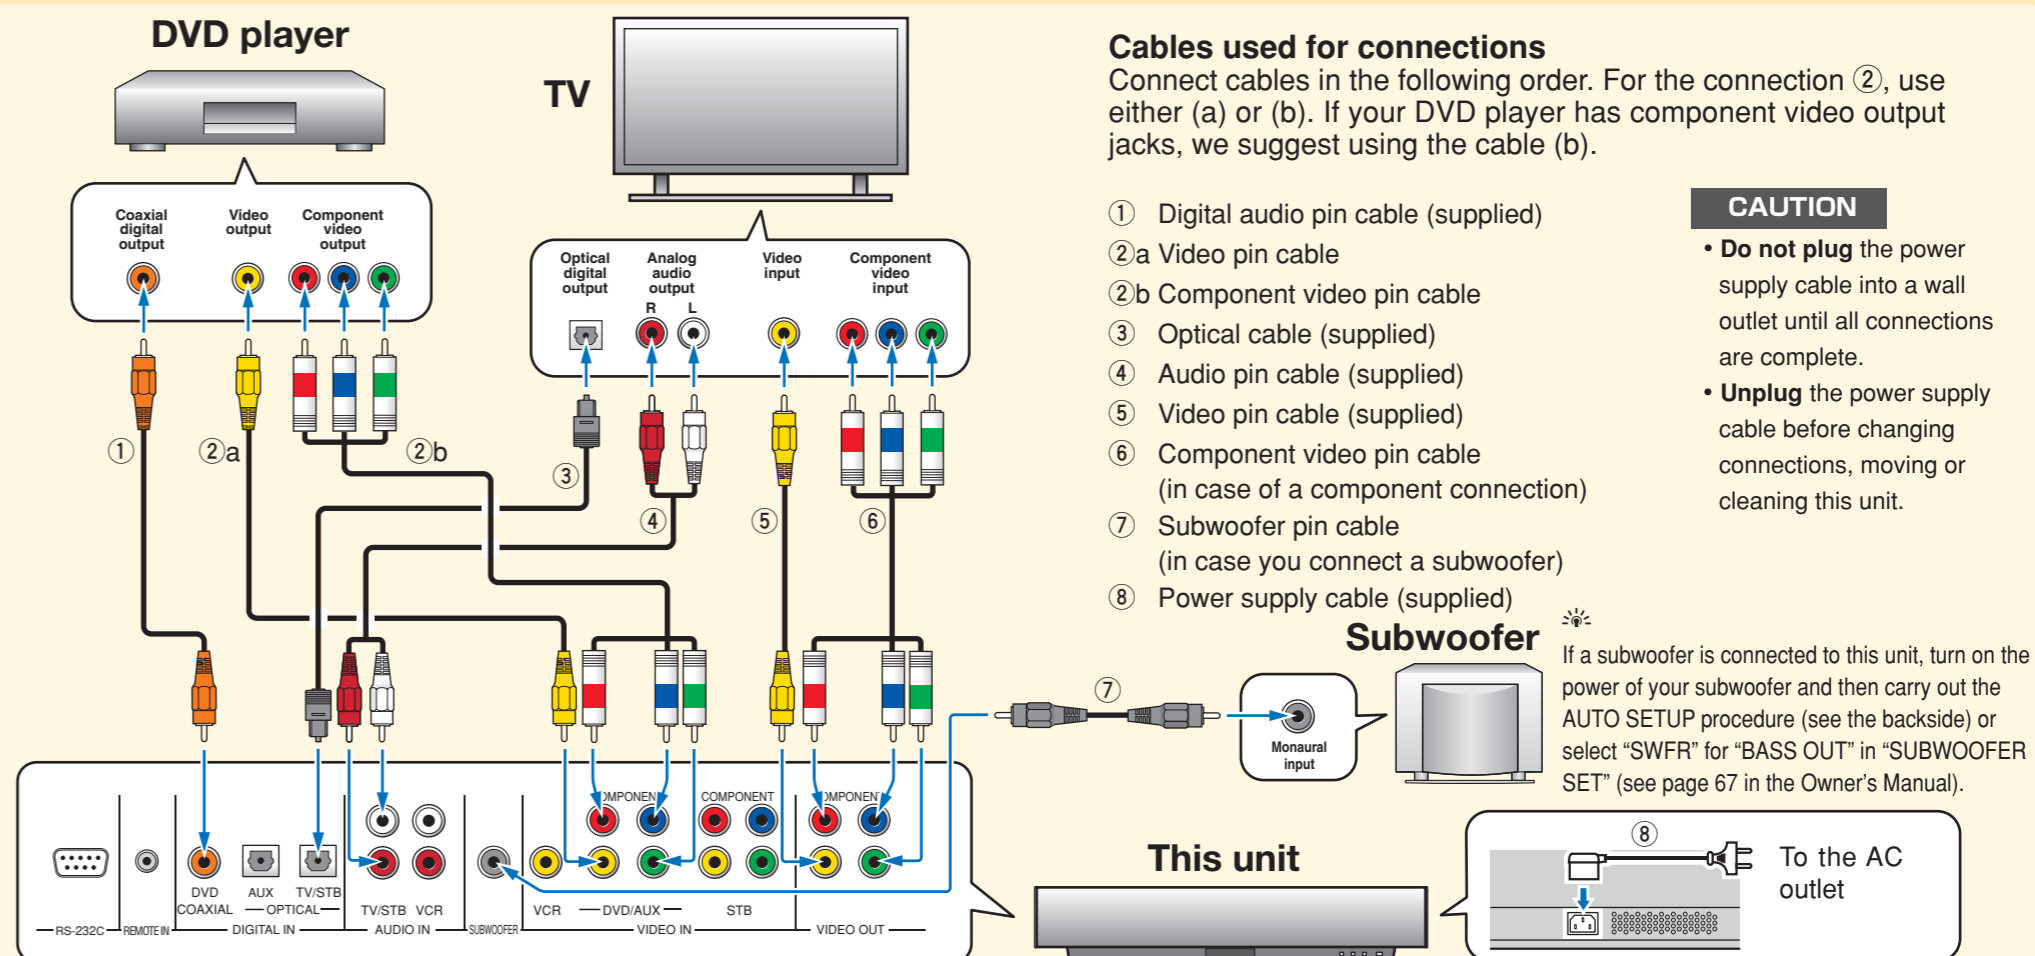 DVD player
TV
Coaxial
digital
output
Video
output
Component
video
output
Optical
digital
output
Analog
audio
output
R L
Video
input
Component
video
input
① ②a ②b ③ ④ ⑤ ⑥
Cables used for connections
Connect cables in the following order. For the connection ②, use
either (a) or (b). If your DVD player has component video output
jacks, we suggest using the cable (b).
① Digital audio pin cable (supplied)
②a Video pin cable
②b Component video pin cable
③ Optical cable (supplied)
④ Audio pin cable (supplied)
⑤ Video pin cable (supplied)
⑥ Component video pin cable
(in case of a component connection)
⑦ Subwoofer pin cable
(in case you connect a subwoofer)
⑧ Power supply cable (supplied)
CAUTION
• Do not plug the power
supply cable into a wall
outlet until all connections
are complete.
• Unplug the power supply
cable before changing
connections, moving or
cleaning this unit.
Subwoofer
⑦
Monaural
input
If a subwoofer is connected to this unit, turn on the
power of your subwoofer and then carry out the
AUTO SETUP procedure (see the backside) or
select “SWFR” for “BASS OUT” in “SUBWOOFER
SET” (see page 67 in the Owner’s Manual).
COMPONENT COMPONENT COMPONENT
DVD AUX TV/STB
COAXIAL OPTICAL TV/STB VCR VCR DVD/AUX STB
RS-232C REMOTE IN DIGITAL IN AUDIO IN SUBWOOFER VIDEO IN VIDEO OUT
This unit
⑧
To the AC
outlet